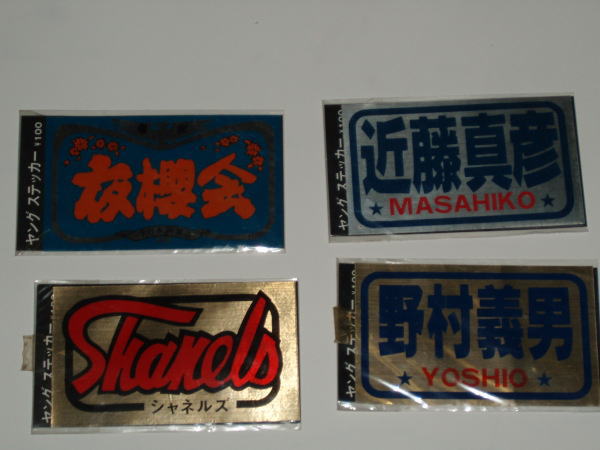 ヤング ステッカー ¥100
夜櫻会
ヤング ステッカー ¥100
近藤真彦
★ MASAHIKO ★
ヤング ステッカー
Shanels
シャネルズ
ヤング ステッカー ¥100
野村義男
★ YOSHIO ★